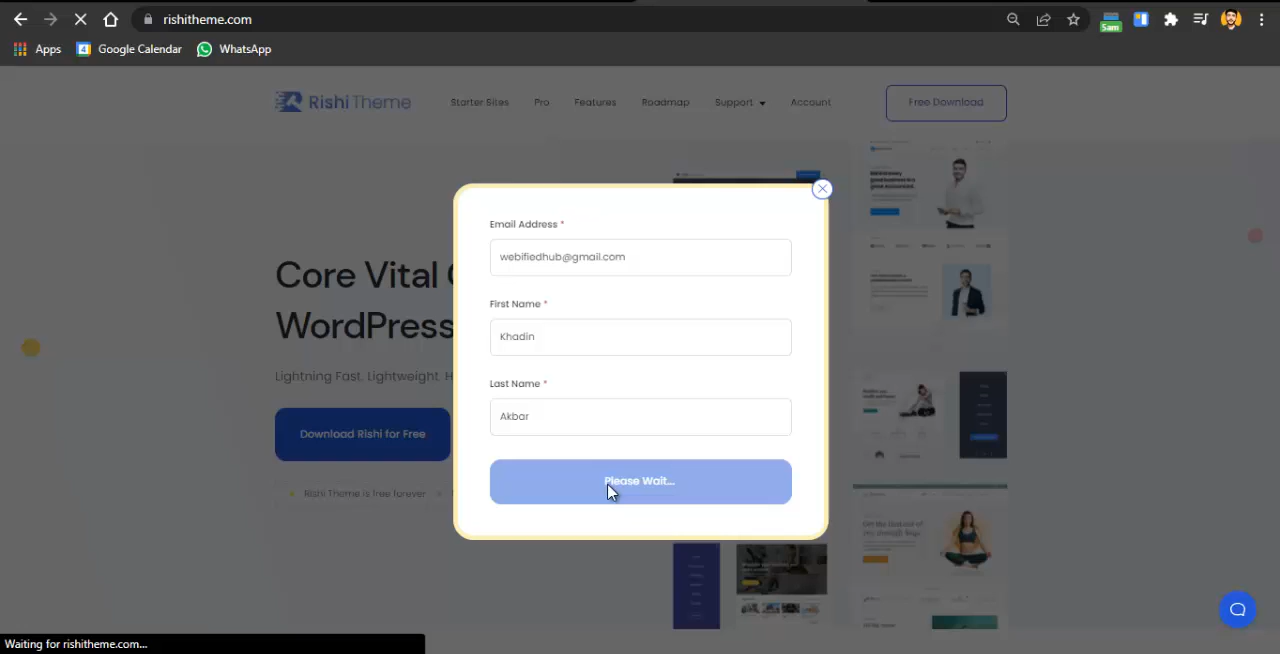 rishitheme.com
5am
Apps
Google Calendar
WhatsApp
Rishi Theme
Starter Sites
Pro
Features
Roadmap
Support
Account
Free Download
Email Address *
webifiedhub@gmail.com
First Name *
Khadin
Last Name *
Akbar
Please Wait...
Core Vital
WordPress
Lightning Fast. Lightweight.
Download Rishi for Free
Rishi Theme is free forever
Waiting for rishitheme.com...